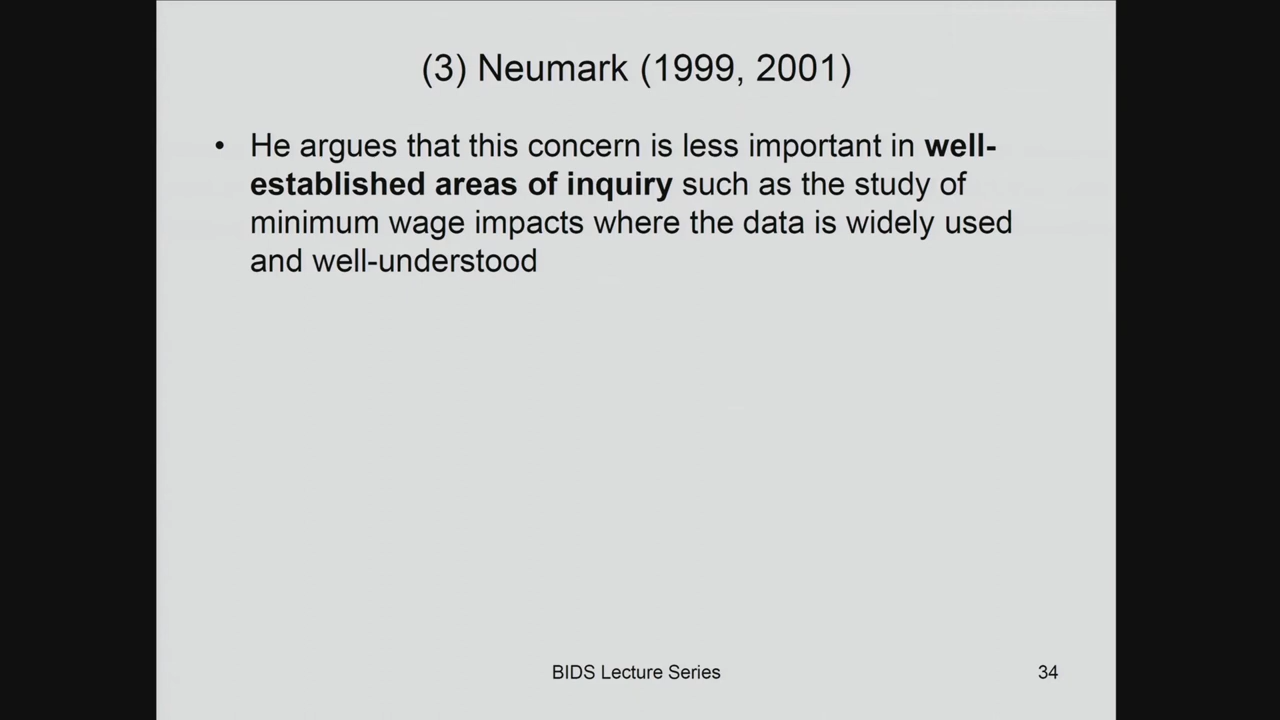 (3) Neumark (1999, 2001)
• He argues that this concern is less important in well-
established areas of inquiry such as the study of
minimum wage impacts where the data is widely used
and well-understood
BIDS Lecture Series
34